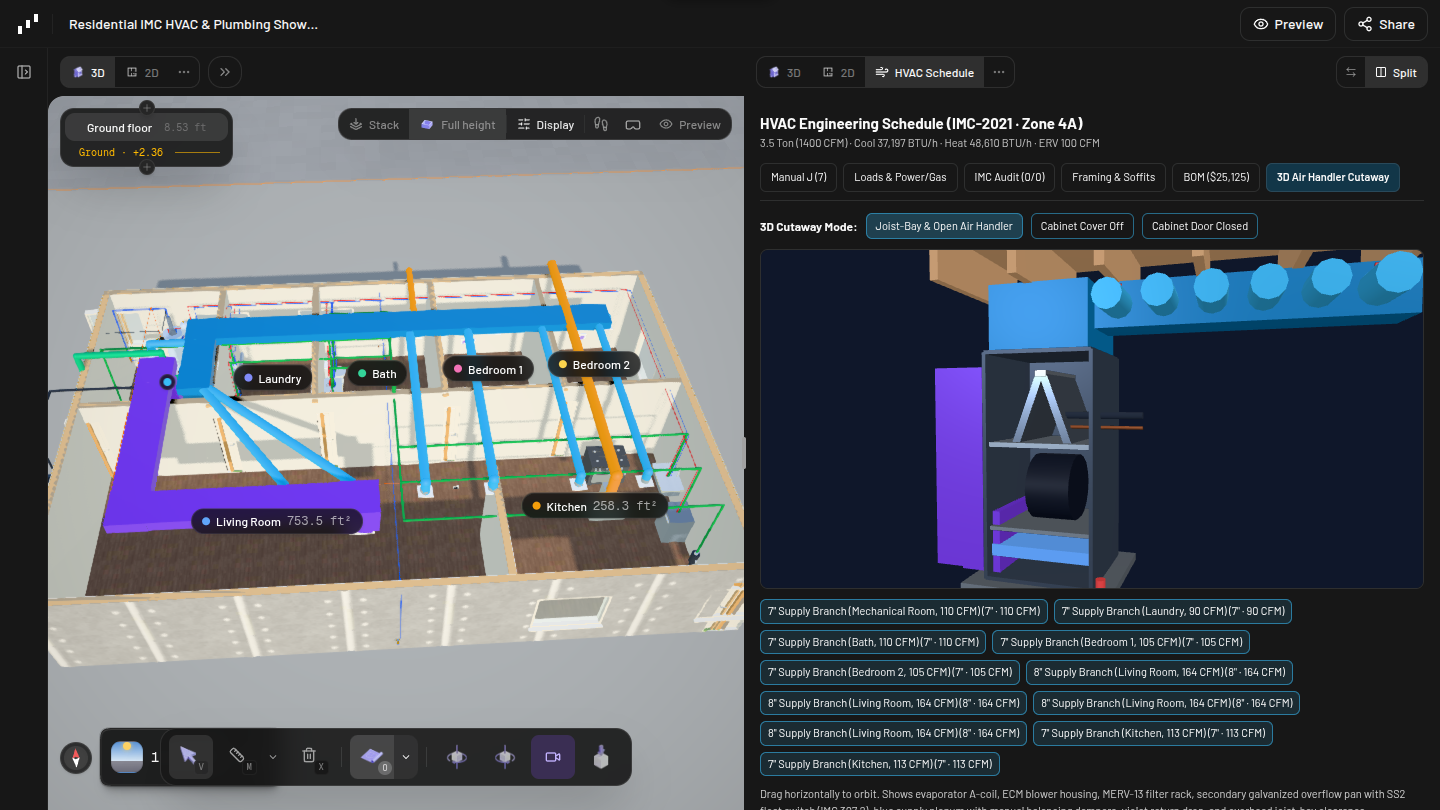 Residential IMC HVAC & Plumbing Show...
Preview
Share
3D
2D
3D
2D
HVAC Schedule
Split
Ground floor 8.53 ft
Ground · +2.36
Stack
Full height
Display
Preview
HVAC Engineering Schedule (IMC-2021 · Zone 4A)
3.5 Ton (1400 CFM) · Cool 37,197 BTU/h · Heat 48,610 BTU/h · ERV 100 CFM
Manual J (7)
Loads & Power/Gas
IMC Audit (0/0)
Framing & Soffits
BOM ($25,125)
3D Air Handler Cutaway
3D Cutaway Mode:
Joist-Bay & Open Air Handler
Cabinet Cover Off
Cabinet Door Closed
Laundry
Bath
Bedroom 1
Bedroom 2
Living Room 753.5 ft²
Kitchen 258.3 ft²
7" Supply Branch (Mechanical Room, 110 CFM) (7" · 110 CFM)
7" Supply Branch (Laundry, 90 CFM) (7" · 90 CFM)
7" Supply Branch (Bath, 110 CFM) (7" · 110 CFM)
7" Supply Branch (Bedroom 1, 105 CFM) (7" · 105 CFM)
7" Supply Branch (Bedroom 2, 105 CFM) (7" · 105 CFM)
8" Supply Branch (Living Room, 164 CFM) (8" · 164 CFM)
8" Supply Branch (Living Room, 164 CFM) (8" · 164 CFM)
8" Supply Branch (Living Room, 164 CFM) (8" · 164 CFM)
8" Supply Branch (Living Room, 164 CFM) (8" · 164 CFM)
7" Supply Branch (Kitchen, 113 CFM) (7" · 113 CFM)
7" Supply Branch (Kitchen, 113 CFM) (7" · 113 CFM)
1
V
M
X
O
Drag horizontally to orbit. Shows evaporator A-coil, ECM blower housing, MERV-13 filter rack, secondary galvanized overflow pan with SS2